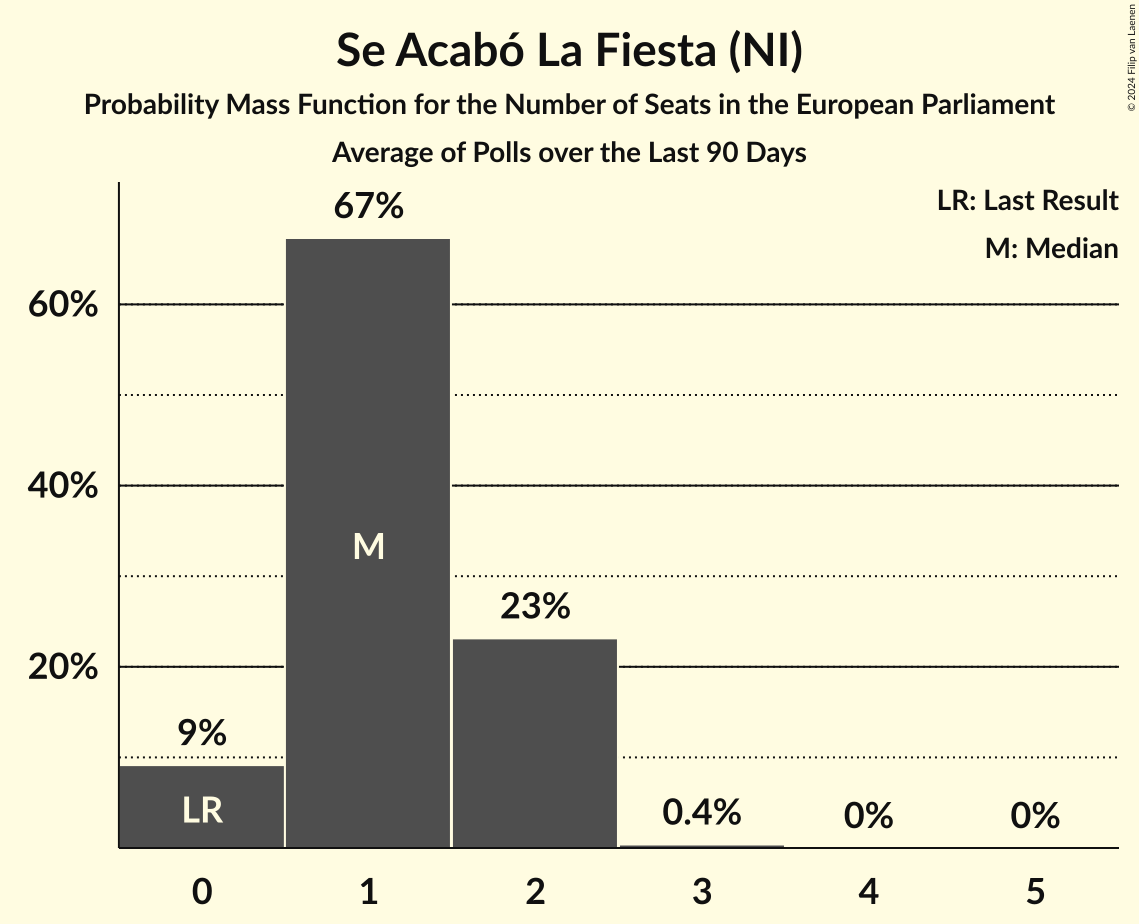 Se Acabó La Fiesta (NI)
Probability Mass Function for the Number of Seats in the European Parliament
Average of Polls over the Last 90 Days
© 2024 Filip van Laenen
LR: Last Result
M: Median
67%
60%
40%
M
23%
20%
9%
LR
0.4%
0%
0%
0 1 2 3 4 5